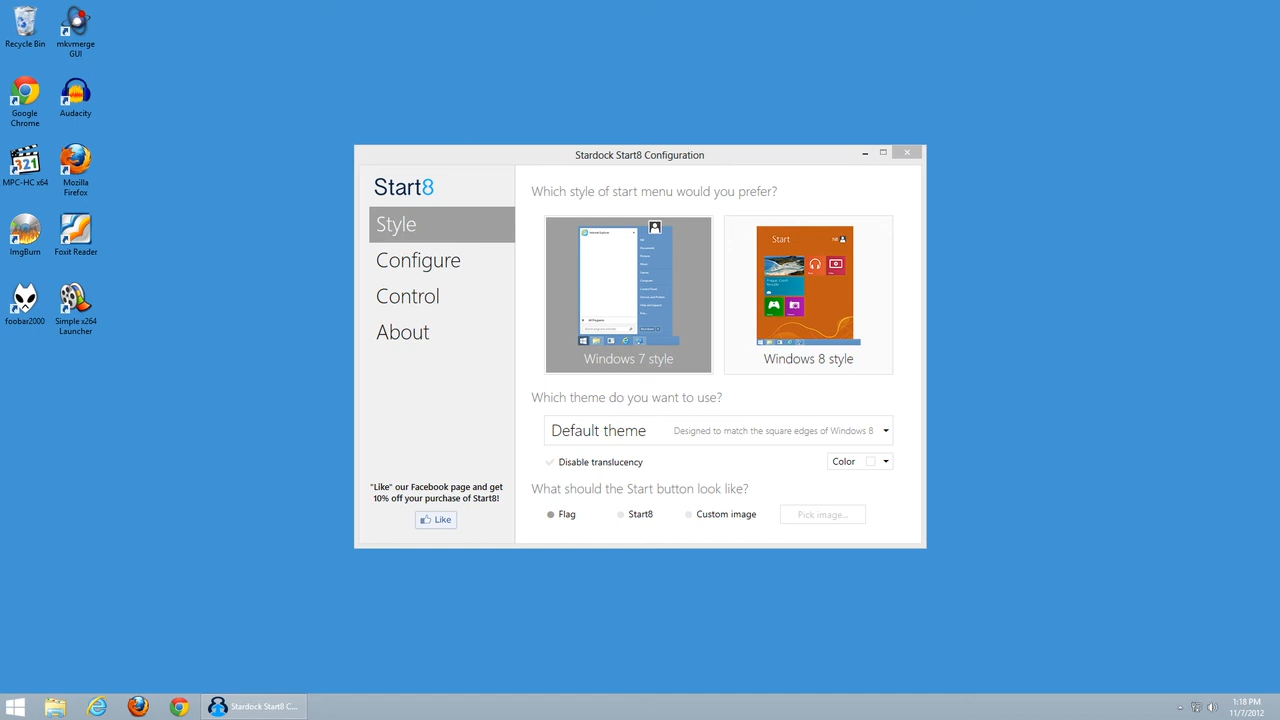 Recycle Bin
mkvmerge
GUI
Google
Chrome
Audacity
MPC-HC x64
Mozilla
Firefox
ImgBurn
Foxit Reader
foobar2000
Simple x264
Launcher
Stardock Start8 Configuration
Start8
Style
Configure
Control
About
"Like" our Facebook page and get
10% off your purchase of Start8!
Like
Which style of start menu would you prefer?
Windows 7 style
Start
Windows 8 style
Which theme do you want to use?
Default theme Designed to match the square edges of Windows 8
Disable translucency
Color
What should the Start button look like?
Flag Start8 Custom image Pick image...
Stardock Start8 C...
1:18 PM
11/7/2012